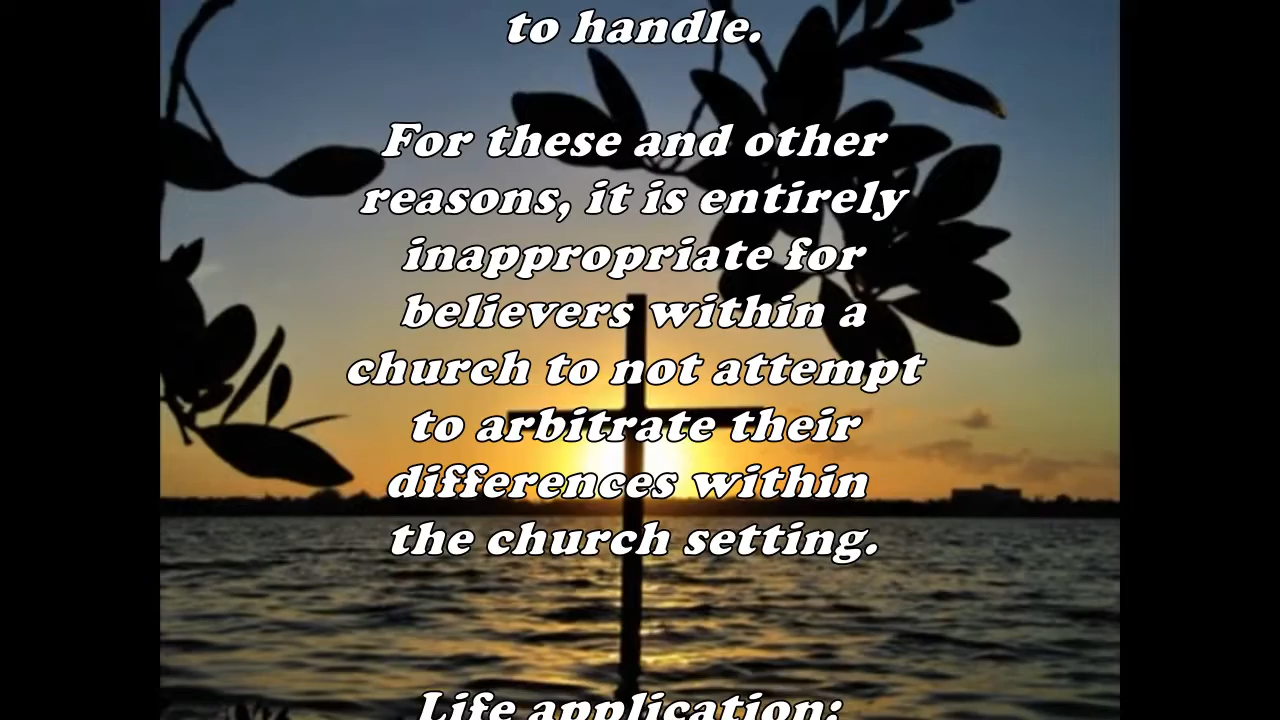 to handle.
For these and other
reasons, it is entirely
inappropriate for
believers within a
church to not attempt
to arbitrate their
differences within
the church setting.
Life application: